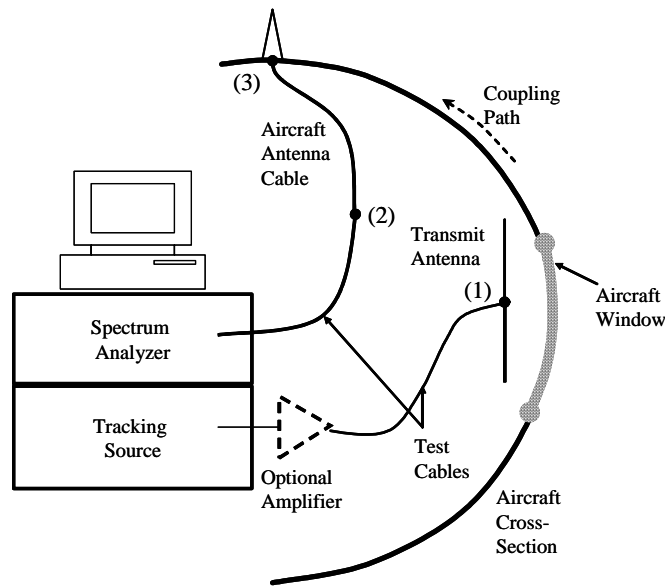 (3)
Coupling
Path
Aircraft
Antenna
Cable
(2)
Transmit
Antenna
(1)
Aircraft
Window
Spectrum
Analyzer
Tracking
Source
Optional
Amplifier
Test
Cables
Aircraft
Cross-
Section